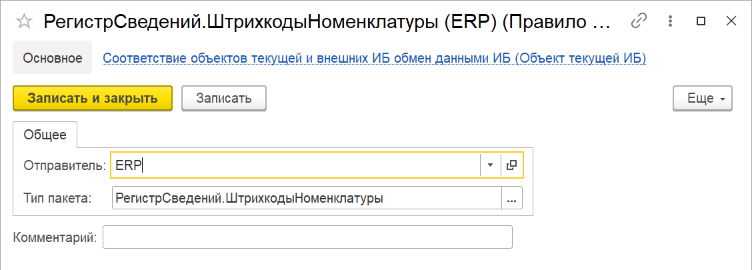 РегистрСведений.ШтрихкодыНоменклатуры (ERP) (Правило ...
Основное Соответствие объектов текущей и внешних ИБ обмен данными ИБ (Объект текущей ИБ)
Записать и закрыть Записать Еще
Общее
Отправитель: ERP
Тип пакета: РегистрСведений.ШтрихкодыНоменклатуры ...
Комментарий: